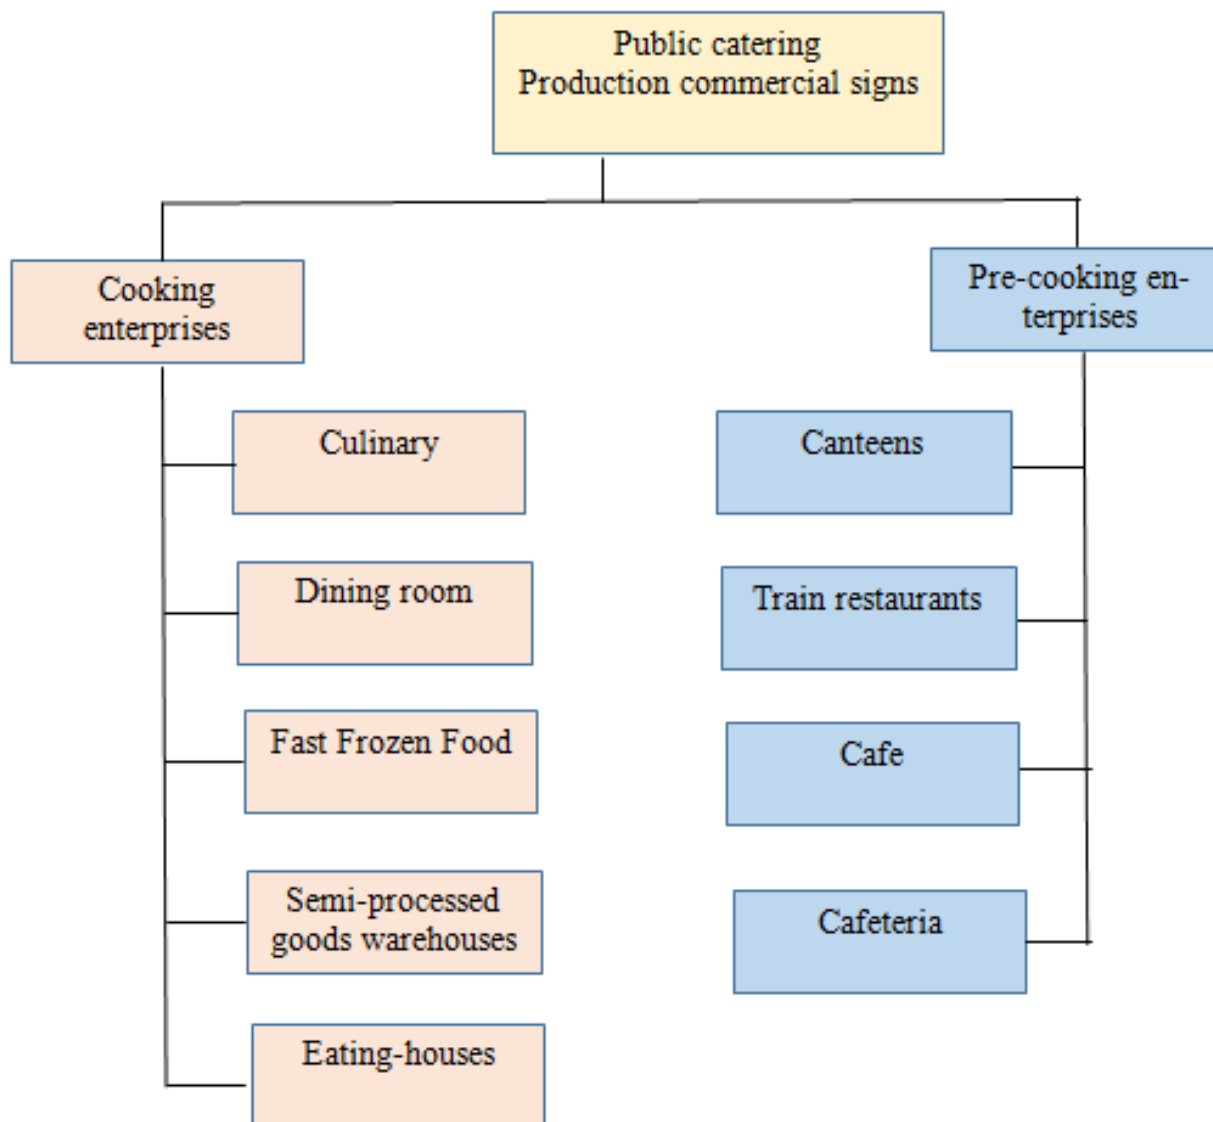 Public catering
Production commercial signs
Cooking
enterprises
Pre-cooking en-
terprises
Culinary
Canteens
Dining room
Train restaurants
Fast Frozen Food
Cafe
Semi-processed
goods warehouses
Cafeteria
Eating-houses